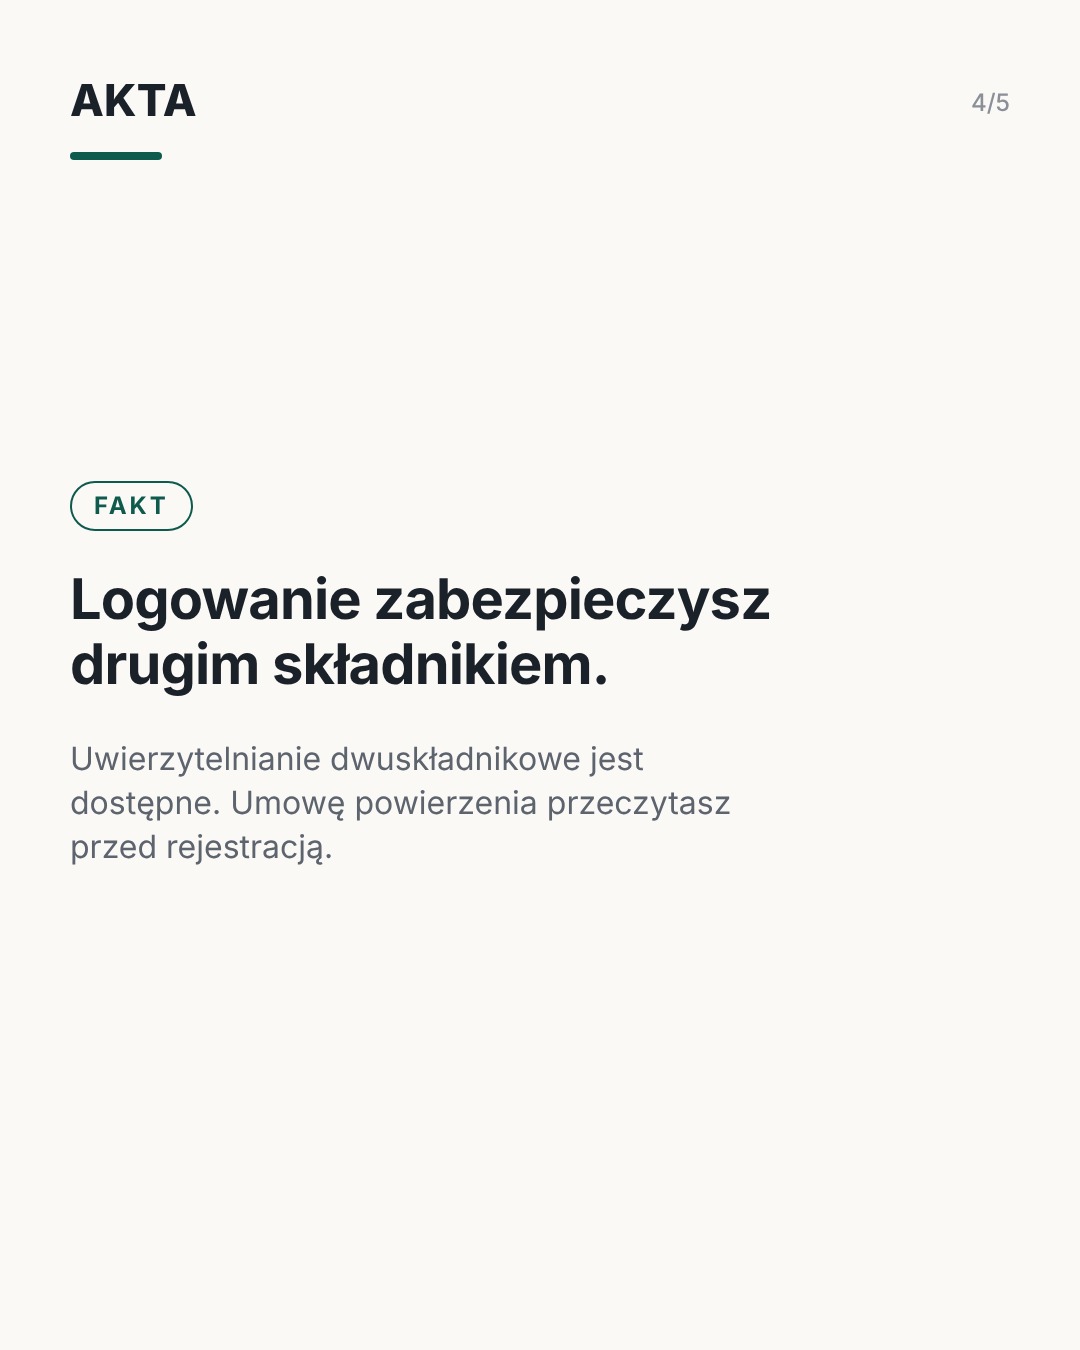 AKTA
4/5
FAKT
Logowanie zabezpieczysz
drugim składnikiem.
Uwierzytelnianie dwuskładnikowe jest
dostępne. Umowę powierzenia przeczytasz
przed rejestracją.